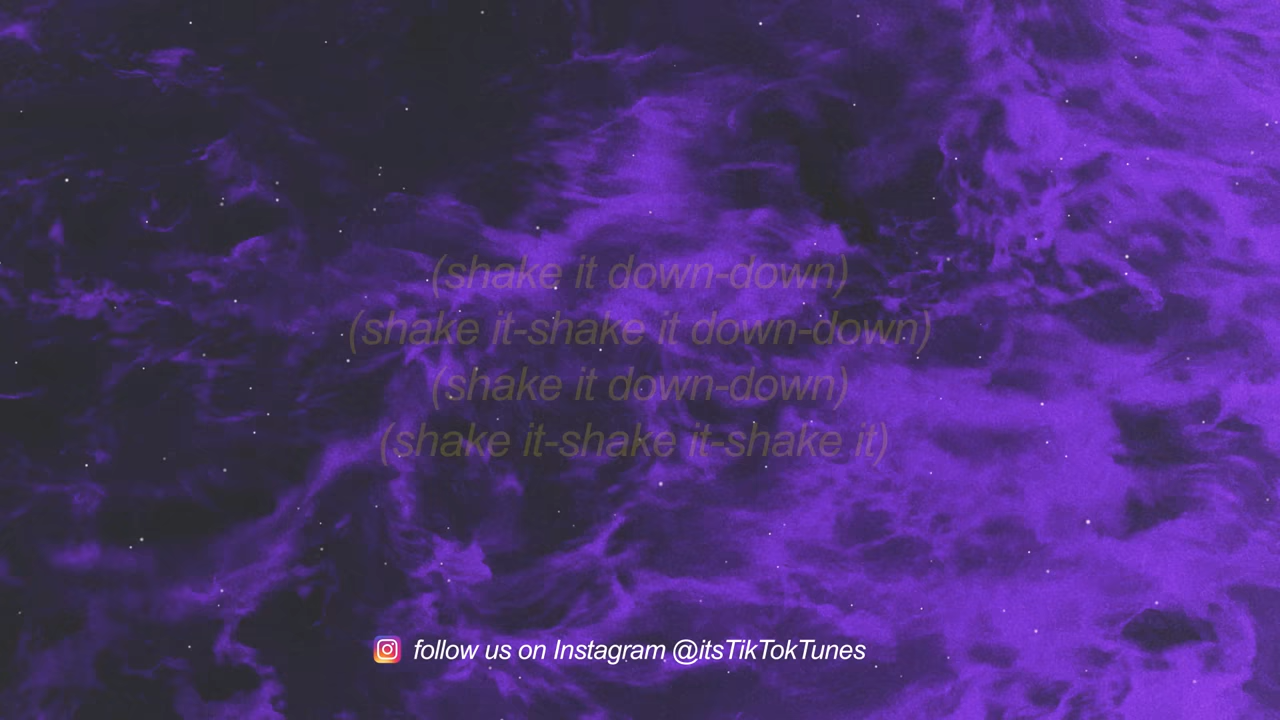 (shake it down-down)
(shake it-shake it down-down)
(shake it down-down)
(shake it-shake it-shake it)
follow us on Instagram @itsTikTokTunes